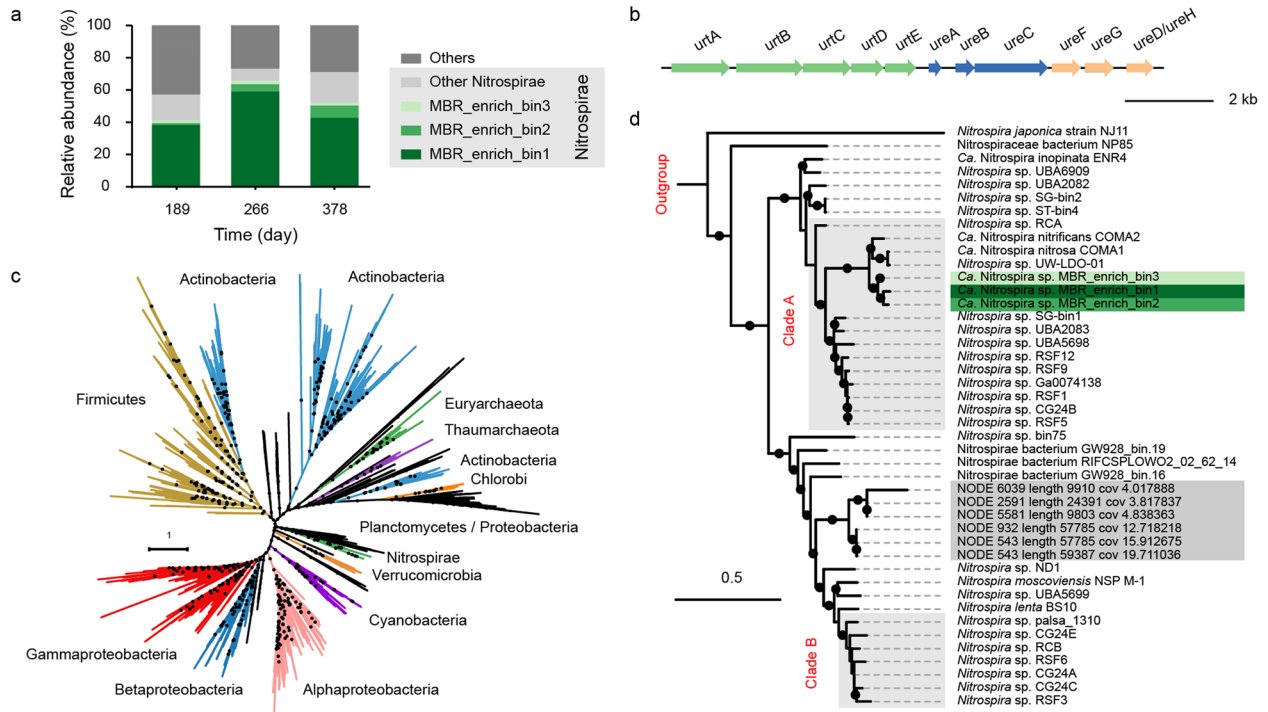 a
Relative abundance (%)
100
80
60
40
20
0
189
266
378
Time (day)
Others
Other Nitrospirae
MBR_enrich_bin3
MBR_enrich_bin2
MBR_enrich_bin1
Nitrospirae
b
urtA
urtB
urtC
urtD
urtE
ureA
ureB
ureC
ureF
ureG
ureD/ureH
2 kb
c
Actinobacteria
Actinobacteria
Firmicutes
Euryarchaeota
Thaumarchaeota
Actinobacteria
Chlorobi
Planctomycetes / Proteobacteria
Nitrospirae
Verrucomicrobia
Cyanobacteria
1
Gammaproteobacteria
Betaproteobacteria
Alphaproteobacteria
d
Outgroup
Clade A
Clade B
0.5
Nitrospira japonica strain NJ11
Nitrospiraceae bacterium NP85
Ca. Nitrospira inopinata ENR4
Nitrospira sp. UBA6909
Nitrospira sp. UBA2082
Nitrospira sp. SG-bin2
Nitrospira sp. ST-bin4
Nitrospira sp. RCA
Ca. Nitrospira nitrificans COMA2
Ca. Nitrospira nitrosa COMA1
Nitrospira sp. UW-LDO-01
Ca. Nitrospira sp. MBR_enrich_bin3
Ca. Nitrospira sp. MBR_enrich_bin1
Ca. Nitrospira sp. MBR_enrich_bin2
Nitrospira sp. SG-bin1
Nitrospira sp. UBA2083
Nitrospira sp. UBA5698
Nitrospira sp. RSF12
Nitrospira sp. RSF9
Nitrospira sp. Ga0074138
Nitrospira sp. RSF1
Nitrospira sp. CG24B
Nitrospira sp. RSF5
Nitrospira sp. bin75
Nitrospirae bacterium GW928_bin.19
Nitrospirae bacterium RIFCSPLOWO2_02_62_14
Nitrospirae bacterium GW928_bin.16
NODE 6039 length 9910 cov 4.017888
NODE 2591 length 24391 cov 3.817837
NODE 5581 length 9803 cov 4.838363
NODE 932 length 57785 cov 12.718218
NODE 543 length 57785 cov 15.912675
NODE 543 length 59387 cov 19.711036
Nitrospira sp. ND1
Nitrospira moscoviensis NSP M-1
Nitrospira sp. UBA5699
Nitrospira lenta BS10
Nitrospira sp. palsa_1310
Nitrospira sp. CG24E
Nitrospira sp. RCB
Nitrospira sp. RSF6
Nitrospira sp. CG24A
Nitrospira sp. CG24C
Nitrospira sp. RSF3